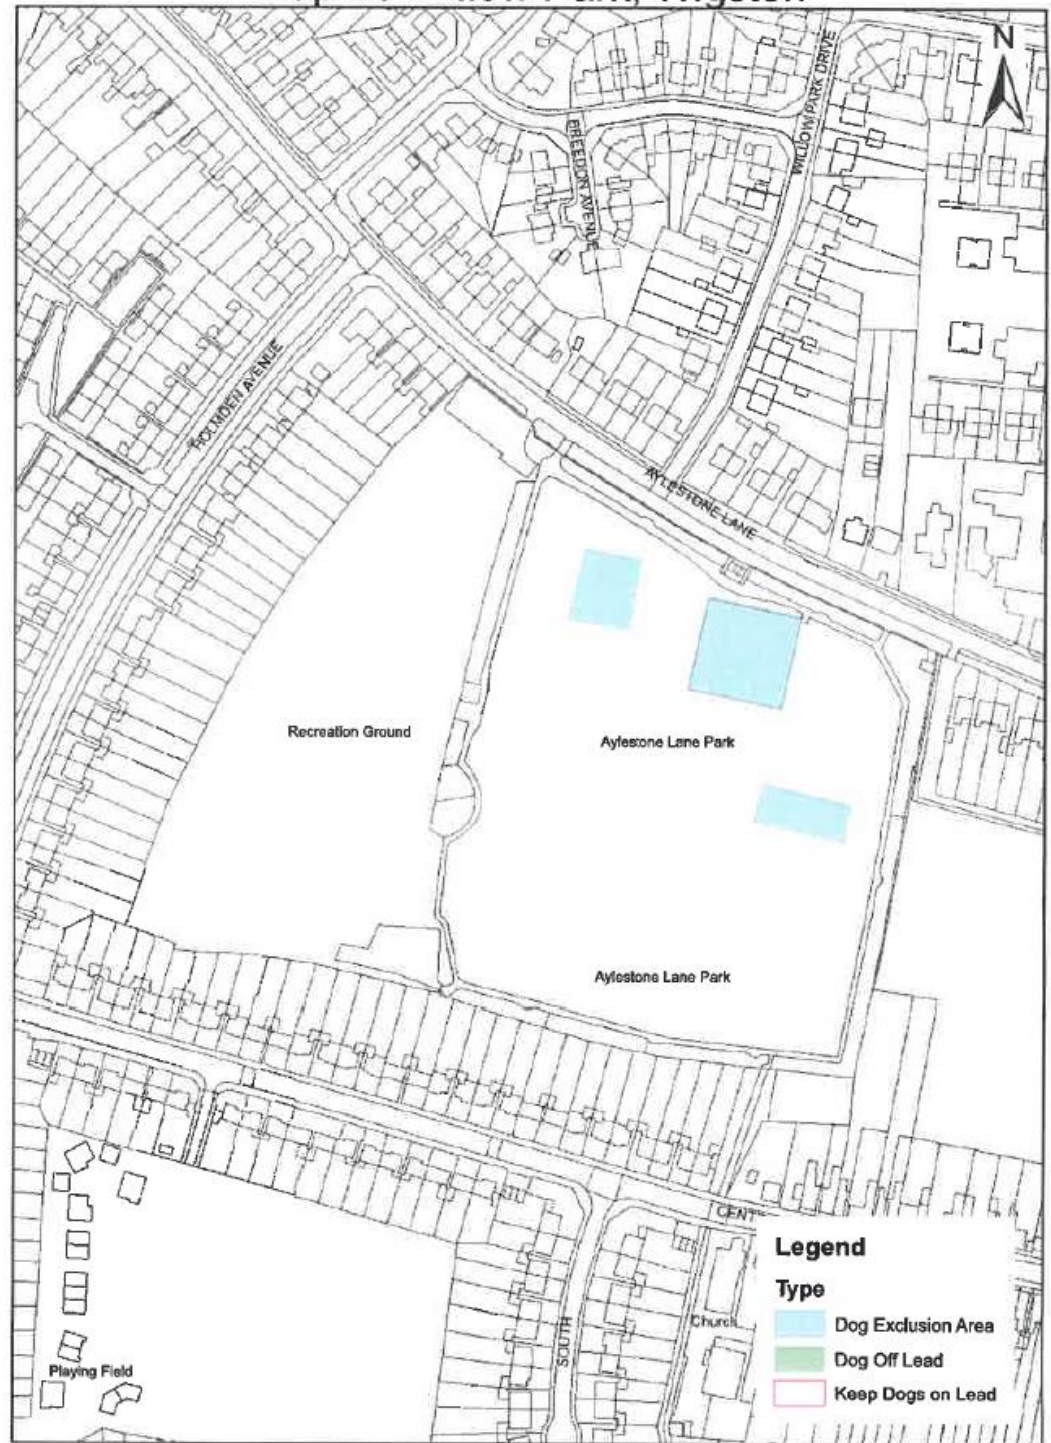 BREEDON AVENUE
WILLOW PARK DRIVE
N
HOLMDEN AVENUE
AYLESTONE LANE
Recreation Ground
Aylestone Lane Park
Aylestone Lane Park
Playing Field
SOUTH
Church
Legend
Type
Dog Exclusion Area
Dog Off Lead
Keep Dogs on Lead